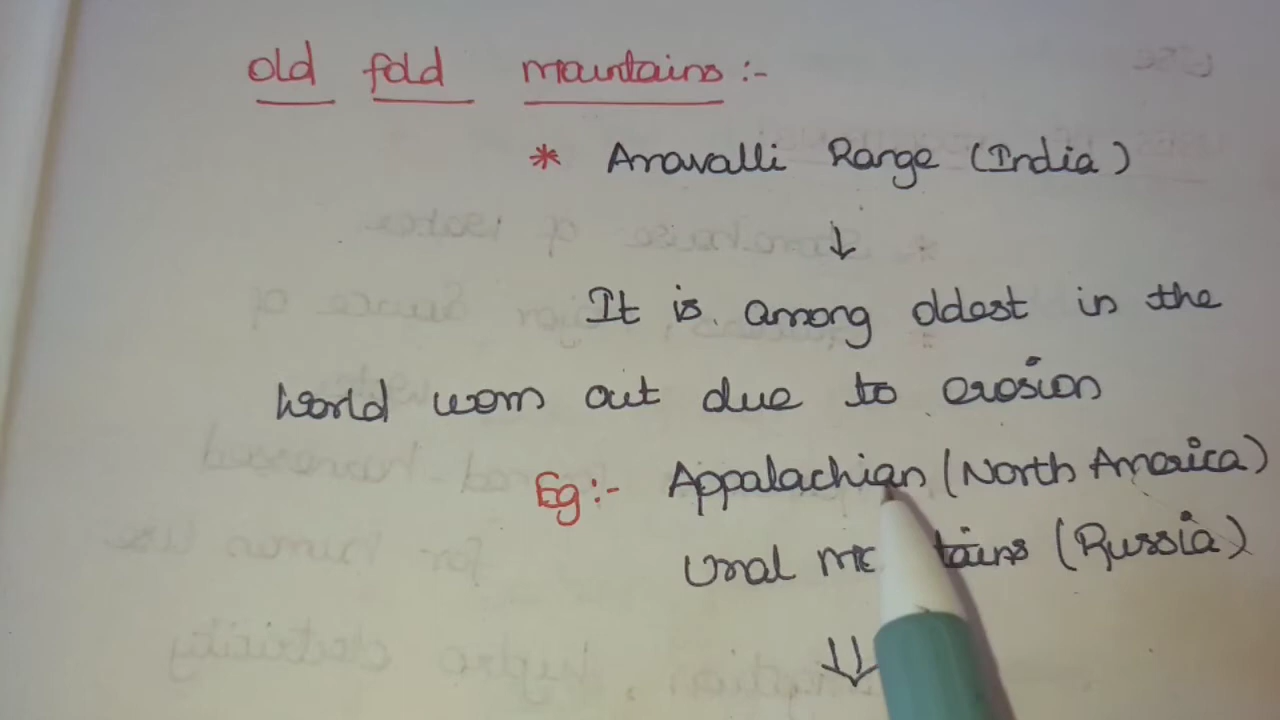 old fold mountains :-
* Aravalli Range (India)
↓
It is among oldest in the
world worn out due to erosion
Eg :- Appalachian (North America)
Ural (Russia)